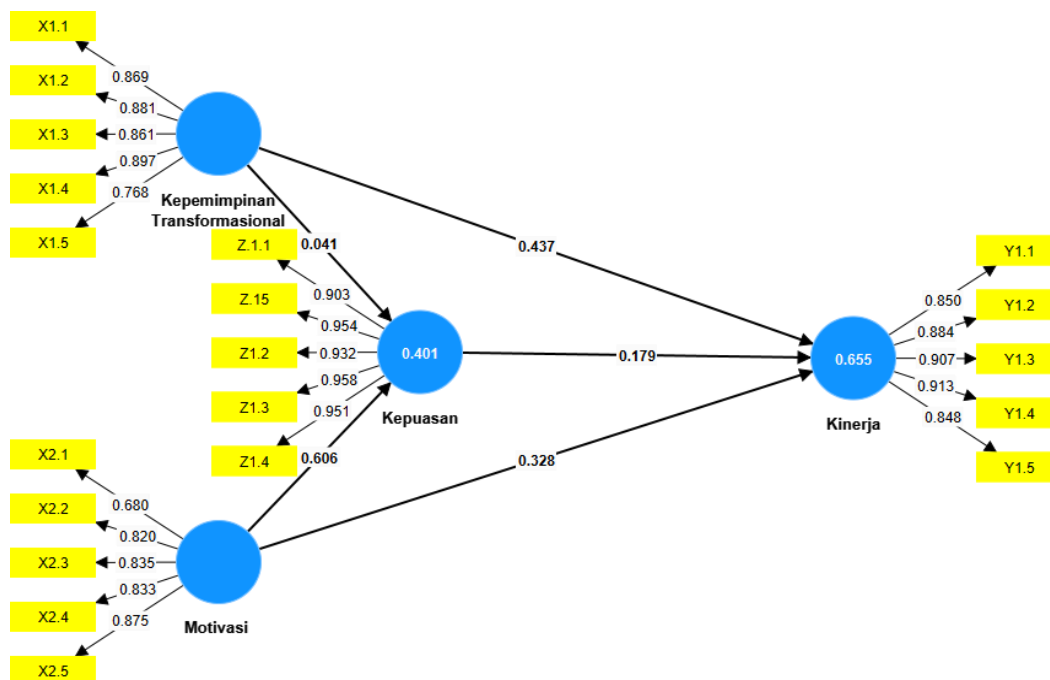 X1.1
0.869
X1.2
0.881
X1.3
0.861
X1.4
0.897
X1.5
0.768
Kepemimpinan
Transformasional
0.041
0.437
Z.1.1
0.903
Z.15
0.954
Z1.2
0.932
Z1.3
0.958
Z1.4
0.951
0.401
Kepuasan
0.179
0.606
0.328
X2.1
0.680
X2.2
0.820
X2.3
0.835
X2.4
0.833
X2.5
0.875
Motivasi
0.655
Kinerja
Y1.1
0.850
Y1.2
0.884
Y1.3
0.907
Y1.4
0.913
Y1.5
0.848